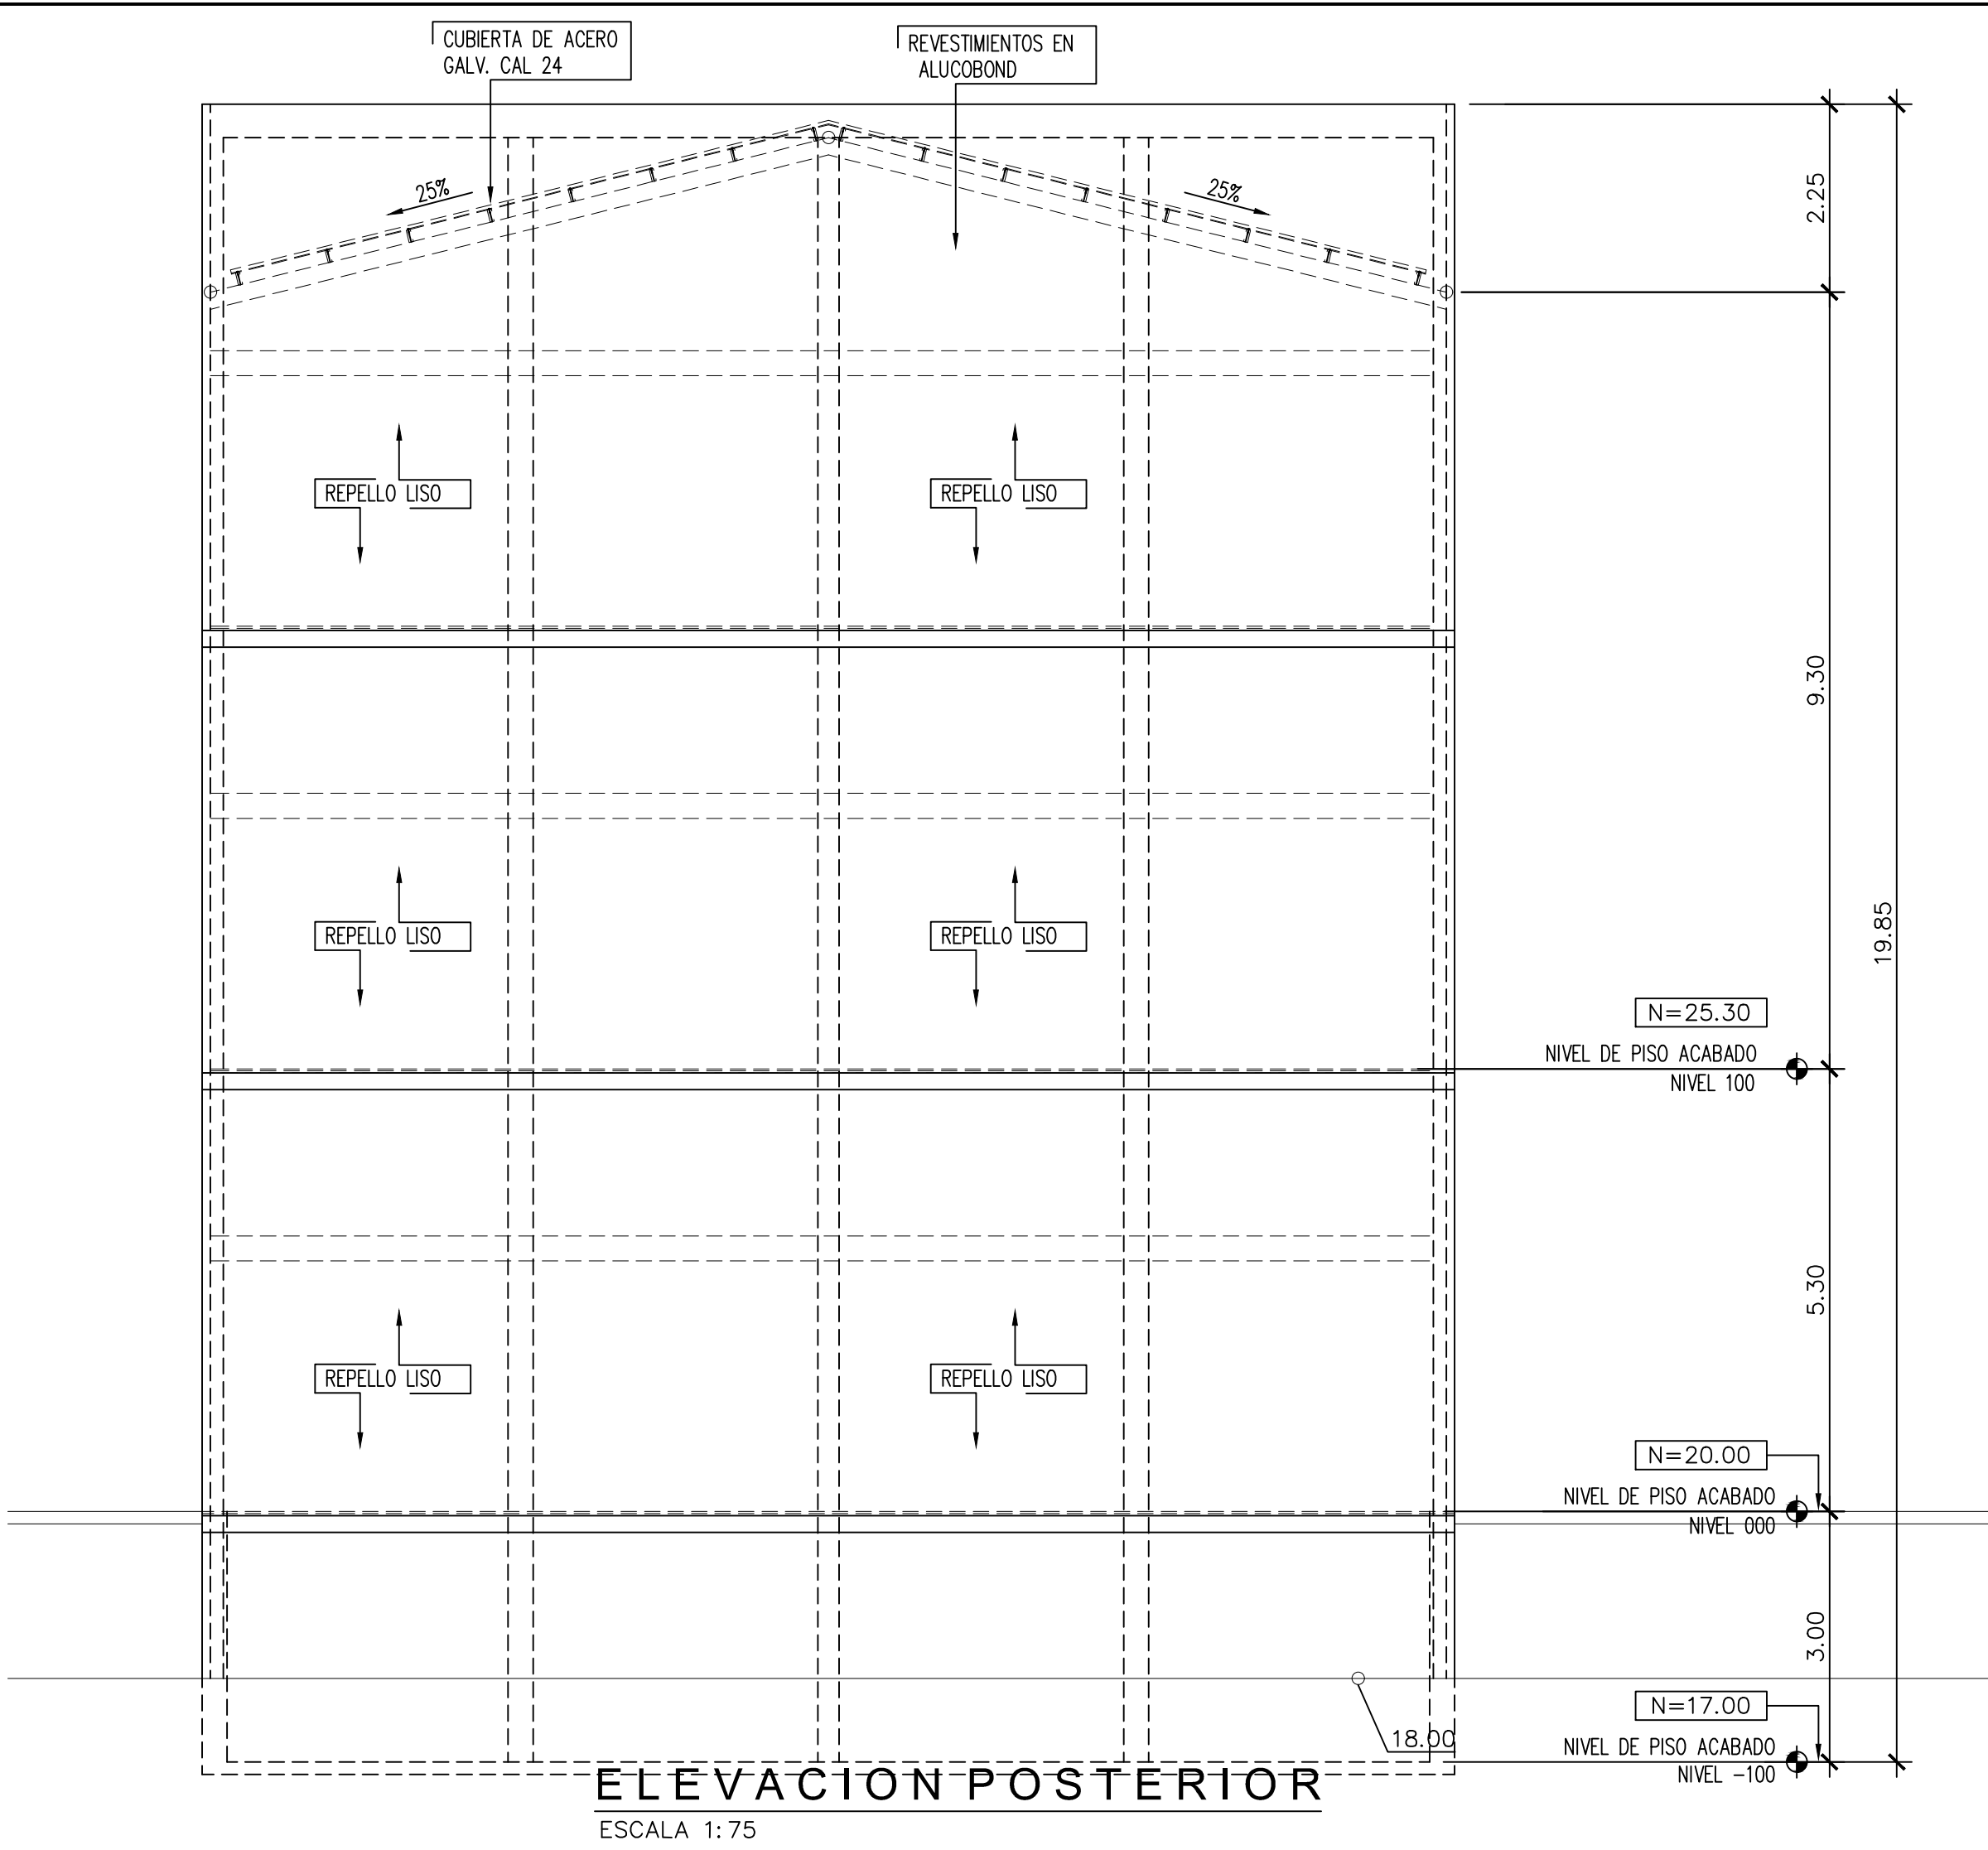 CUBIERTA DE ACERO
GALV. CAL 24
REVESTIMIENTOS EN
ALUCOBOND
25%
25%
2.25
REPELLO LISO
REPELLO LISO
9.30
REPELLO LISO
REPELLO LISO
19.85
N=25.30
NIVEL DE PISO ACABADO
NIVEL 100
5.30
REPELLO LISO
REPELLO LISO
N=20.00
NIVEL DE PISO ACABADO
NIVEL 000
3.00
N=17.00
18.00
NIVEL DE PISO ACABADO
NIVEL -100
ELEVACION POSTERIOR
ESCALA 1:75